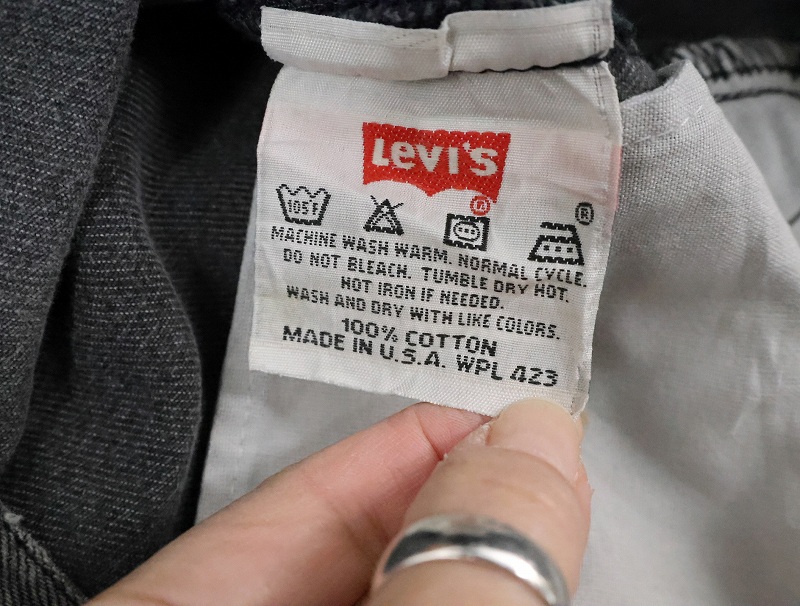 LEVI'S
®
105°F
®
MACHINE WASH WARM. NORMAL CYCLE.
DO NOT BLEACH. TUMBLE DRY HOT.
HOT IRON IF NEEDED.
WASH AND DRY WITH LIKE COLORS.
100% COTTON
MADE IN U.S.A. WPL 423